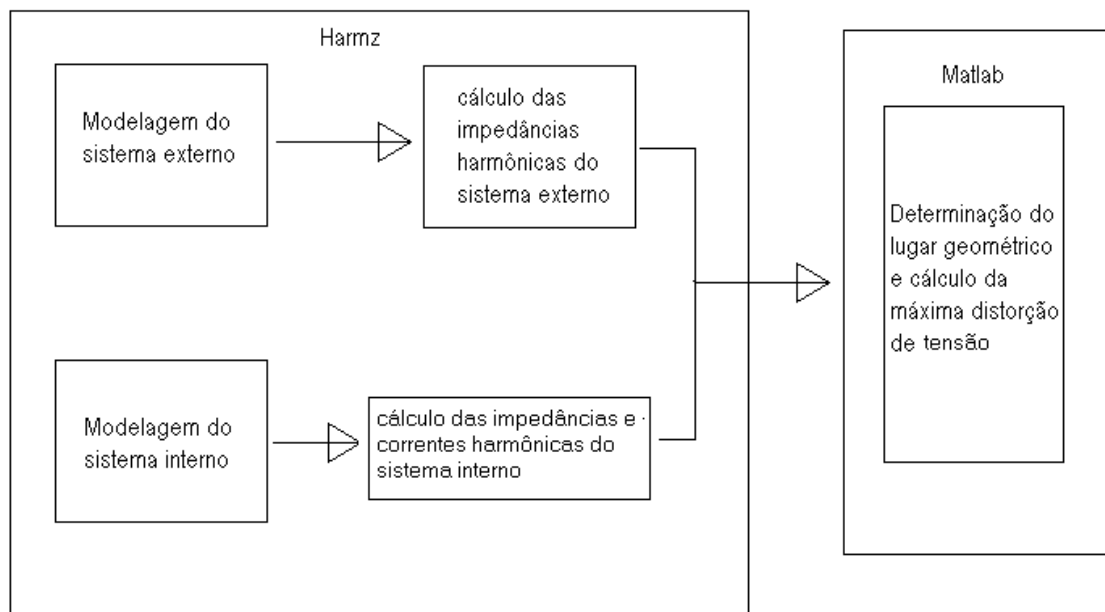 Harmz
Modelagem do
sistema externo
cálculo das
impedâncias
harmônicas do
sistema externo
Modelagem do
sistema interno
cálculo das impedâncias e ·
correntes harmônicas do
sistema interno
Matlab
Determinação do
lugar geométrico
e cálculo da
máxima distorção
de tensão